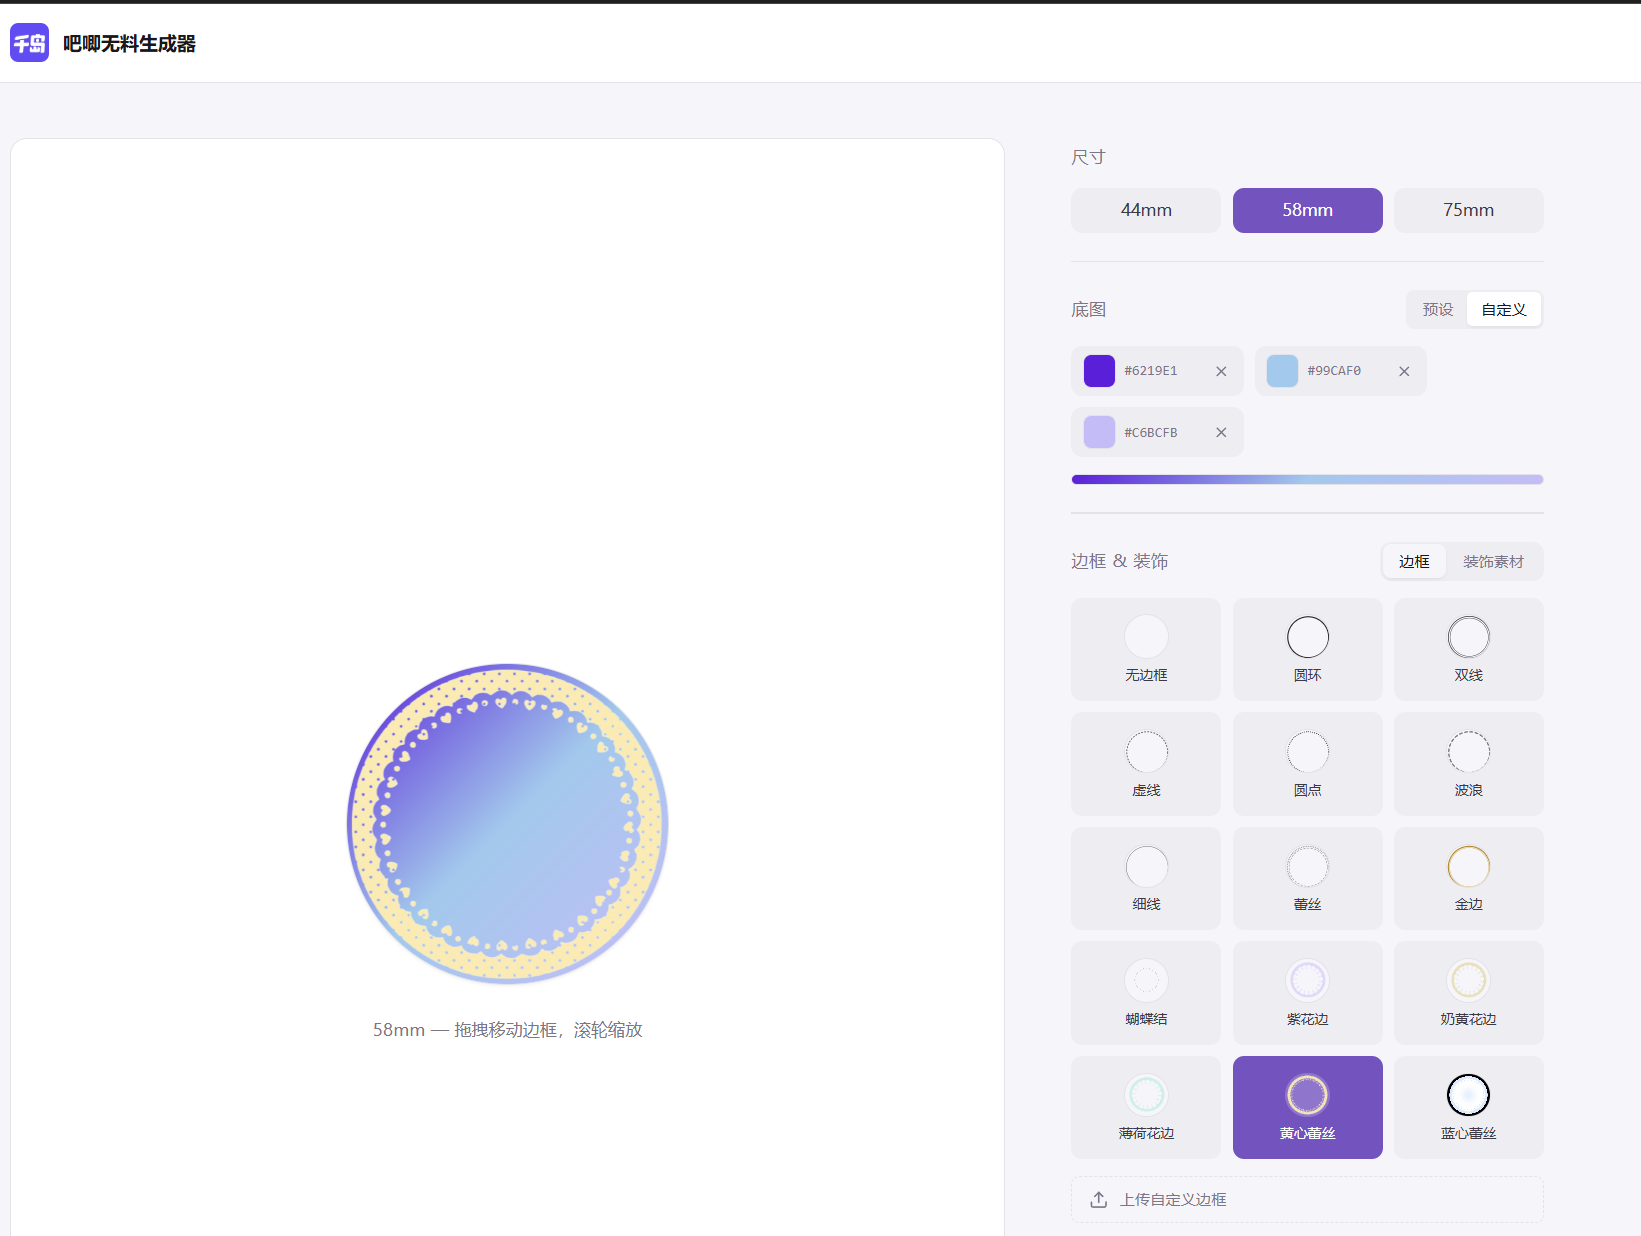 千岛
吧唧无料生成器
58mm — 拖拽移动边框，滚轮缩放
尺寸
44mm
58mm
75mm
底图
预设
自定义
#6219E1
#99CAF0
#C6BCFB
边框 & 装饰
边框
装饰素材
无边框
圆环
双线
虚线
圆点
波浪
细线
蕾丝
金边
蝴蝶结
紫花边
奶黄花边
薄荷花边
黄心蕾丝
蓝心蕾丝
上传自定义边框